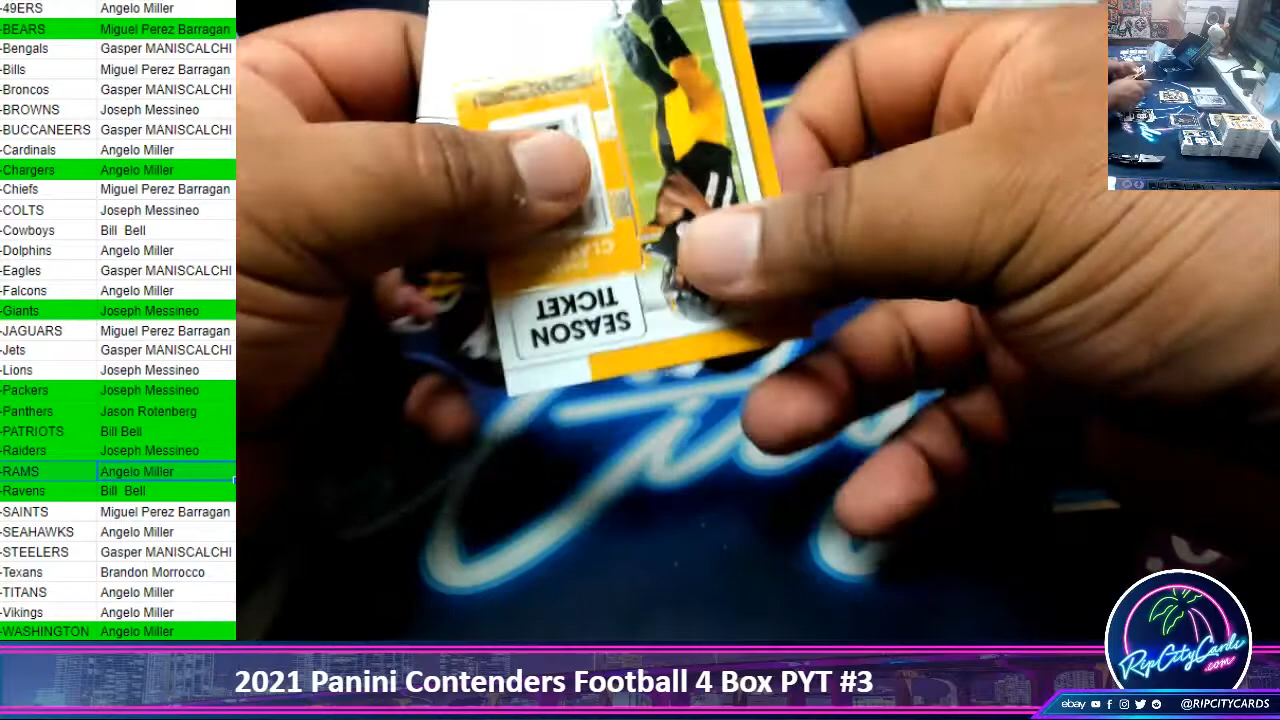 -49ERS Angelo Miller
-BEARS Miguel Perez Barragan
-Bengals Gasper MANISCALCHI
-Bills Miguel Perez Barragan
-Broncos Gasper MANISCALCHI
-BROWNS Joseph Messineo
-BUCCANEERS Gasper MANISCALCHI
-Cardinals Angelo Miller
-Chargers Angelo Miller
-Chiefs Miguel Perez Barragan
-COLTS Joseph Messineo
-Cowboys Bill Bell
-Dolphins Angelo Miller
-Eagles Gasper MANISCALCHI
-Falcons Angelo Miller
-Giants Joseph Messineo
-JAGUARS Miguel Perez Barragan
-Jets Gasper MANISCALCHI
-Lions Joseph Messineo
-Packers Joseph Messineo
-Panthers Jason Rotenberg
-PATRIOTS Bill Bell
-Raiders Joseph Messineo
-RAMS Angelo Miller
-Ravens Bill Bell
-SAINTS Miguel Perez Barragan
-SEAHAWKS Angelo Miller
-STEELERS Gasper MANISCALCHI
-Texans Brandon Morrocco
-TITANS Angelo Miller
-Vikings Angelo Miller
-WASHINGTON Angelo Miller
SEASON
TICKET
RipCityCards
.com
2021 Panini Contenders Football 4 Box PYT #3
ebay @RIPCITYCARDS